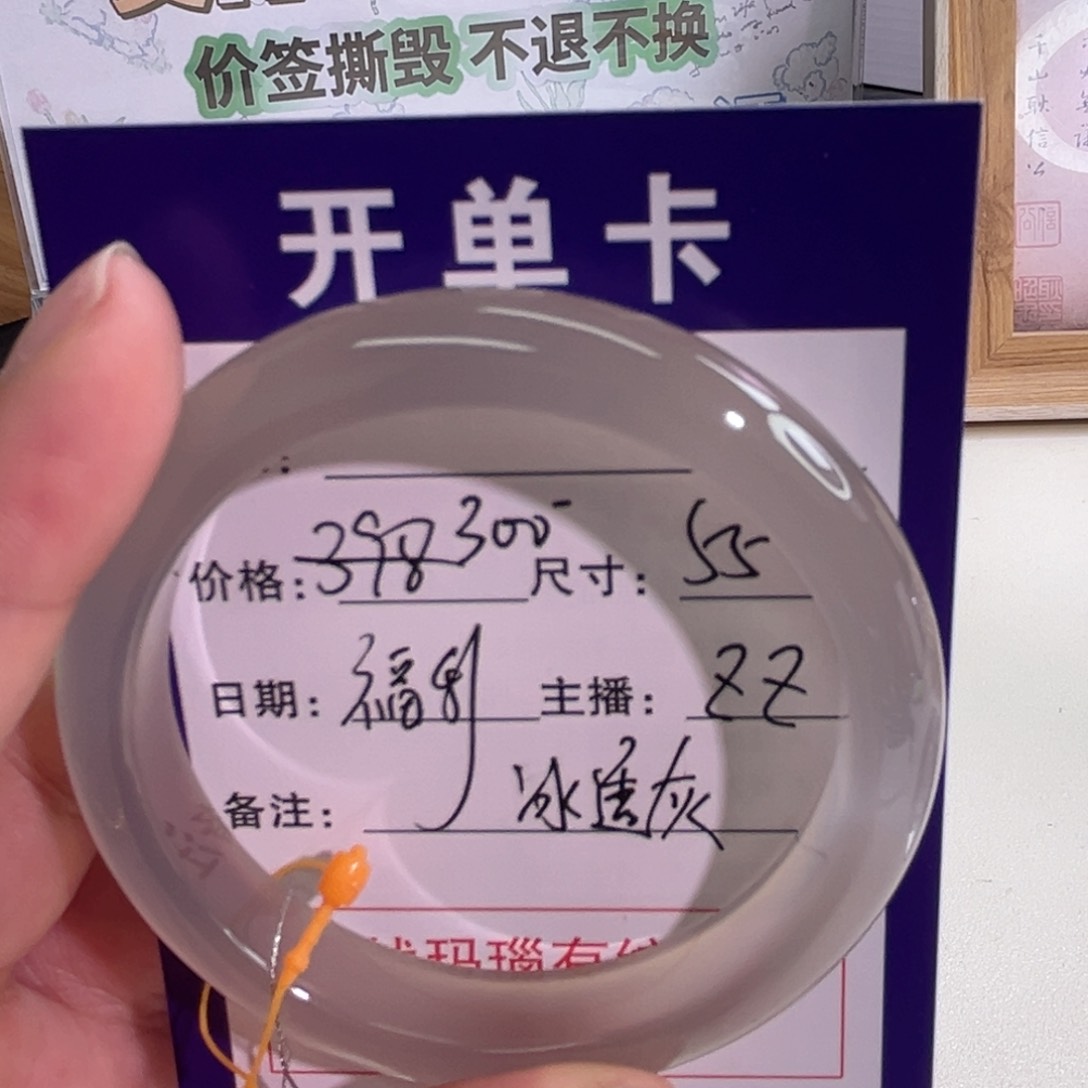 价签撕毁 不退不换
开单卡
价格: 398 300- 尺寸: 55
日期: 福利 主播: ZZ
备注: 冰透灰
玛瑙有纹